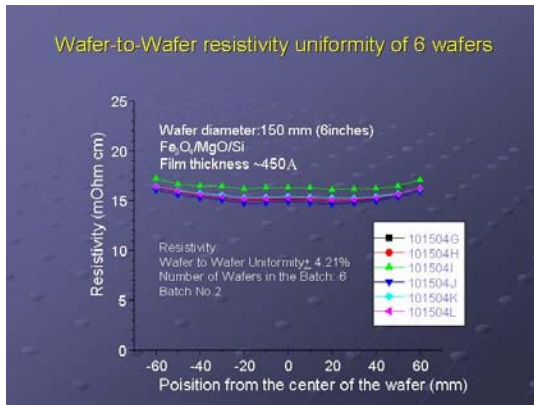 Wafer-to-Wafer resistivity uniformity of 6 wafers
25
20
15
10
5
0
Resistivity (mOhm cm)
Wafer diameter:150 mm (6inches)
Fe3O4/MgO/Si
Film thickness ~450A
Resistivity:
Wafer to Wafer Uniformity± 4.21%
Number of Wafers in the Batch: 6
Batch No.2
101504G
101504H
101504I
101504J
101504K
101504L
-60 -40 -20 0 20 40 60
Poisition from the center of the wafer (mm)